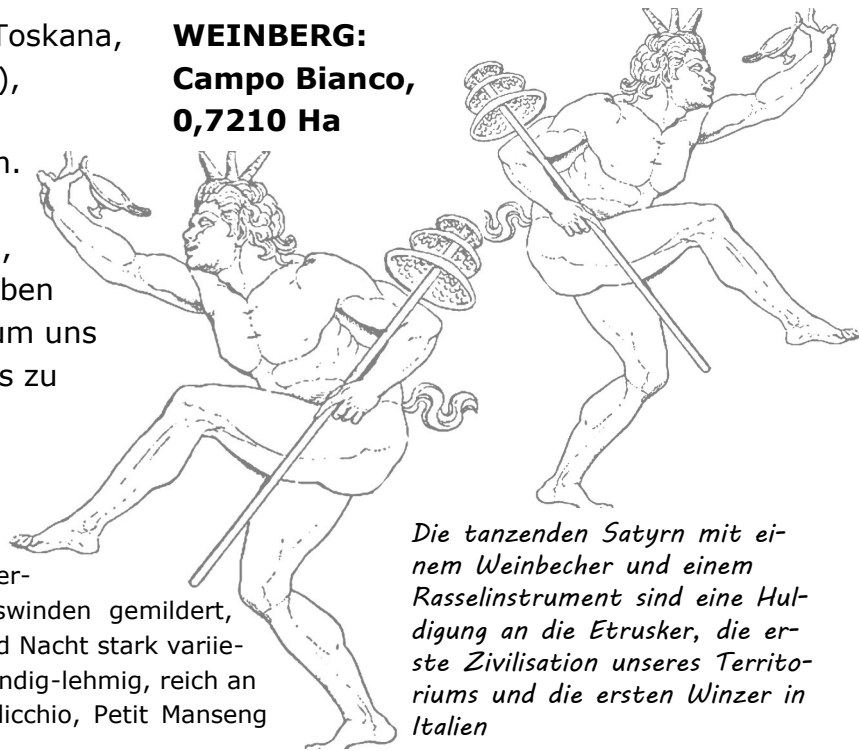 Toskana,
),
n.
,
ben
um uns
s zu
WEINBERG:
Campo Bianco,
0,7210 Ha
er-
swinden gemildert,
d Nacht stark variie-
ndig-lehmig, reich an
dicchio, Petit Manseng
Die tanzenden Satyrn mit ei-
nem Weinbecher und einem
Rasselinstrument sind eine Hul-
digung an die Etrusker, die er-
ste Zivilisation unseres Territo-
riums und die ersten Winzer in
Italien